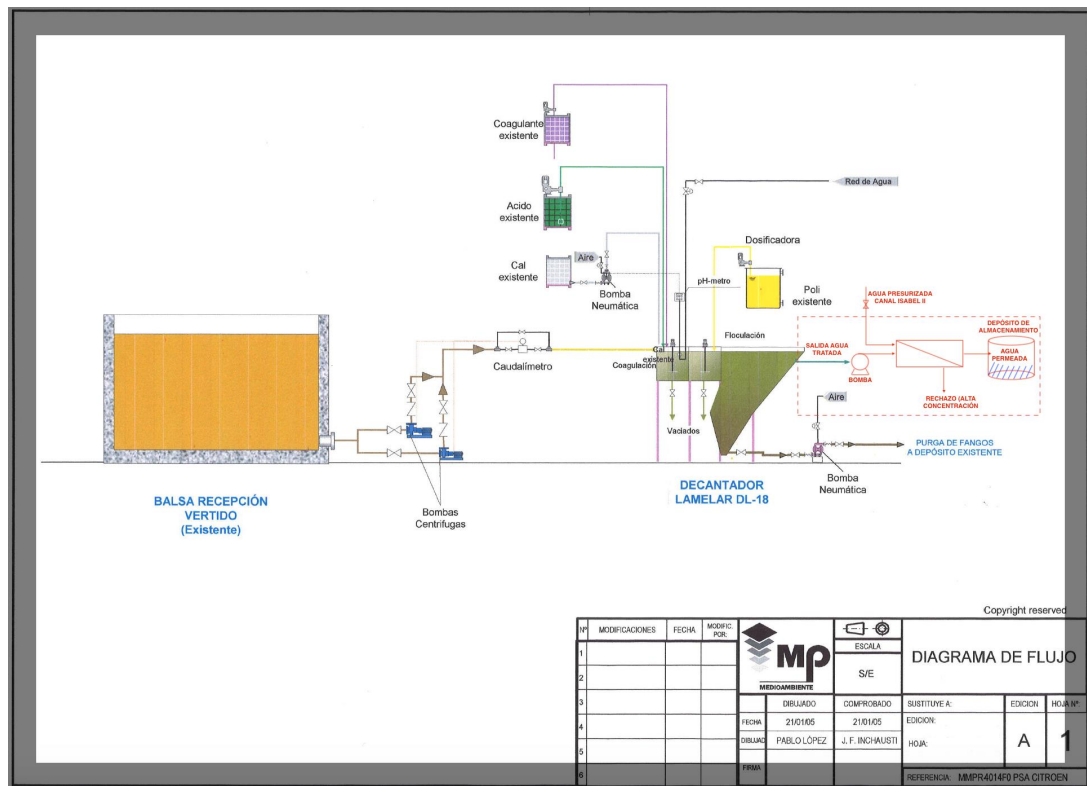 Coagulante
existente
Acido
existente
Cal
existente
Aire
Bomba
Neumática
Red de Agua
Dosificadora
pH-metro
Poli
existente
Floculación
Cal
existente
Coagulación
Caudalímetro
Vaciados
AGUA PRESURIZADA
CANAL ISABEL II
SALIDA AGUA
TRATADA
BOMBA
DEPÓSITO DE
ALMACENAMIENTO
AGUA
PERMEADA
RECHAZO (ALTA
CONCENTRACIÓN
Aire
PURGA DE FANGOS
A DEPÓSITO EXISTENTE
Bomba
Neumática
DECANTADOR
LAMELAR DL-18
BALSA RECEPCIÓN
VERTIDO
(Existente)
Bombas
Centrifugas
Copyright reserved
Nº MODIFICACIONES FECHA MODIFIC. POR:
1
2
3
4
5
6
MP
MEDIOAMBIENTE
ESCALA
S/E
DIAGRAMA DE FLUJO
DIBUJADO COMPROBADO
FECHA 21/01/05 21/01/05
DIBUJAD PABLO LÓPEZ J. F. INCHAUSTI
FIRMA
SUSTITUYE A: EDICION HOJA Nº
EDICION:
HOJA:
A
1
REFERENCIA: MMPR4014F0 PSA CITROEN